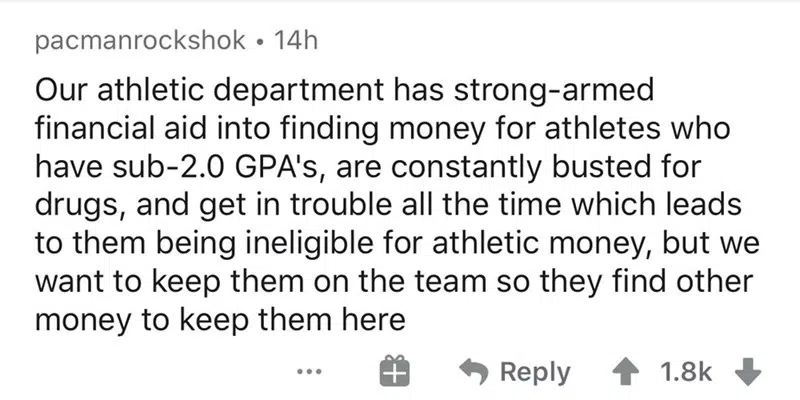 pacmanrockshok • 14h
Our athletic department has strong-armed
financial aid into finding money for athletes who
have sub-2.0 GPA's, are constantly busted for
drugs, and get in trouble all the time which leads
to them being ineligible for athletic money, but we
want to keep them on the team so they find other
money to keep them here
... Reply 1.8k